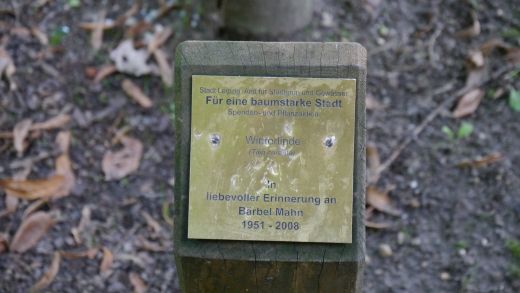 Stadt Leipzig, Amt für Stadtgrün und Gewässer
Für eine baumstarke Stadt
Spenden- und Pflanzaktion
Winterlinde
In
liebevoller Erinnerung an
Bärbel Mahn
1951 - 2008